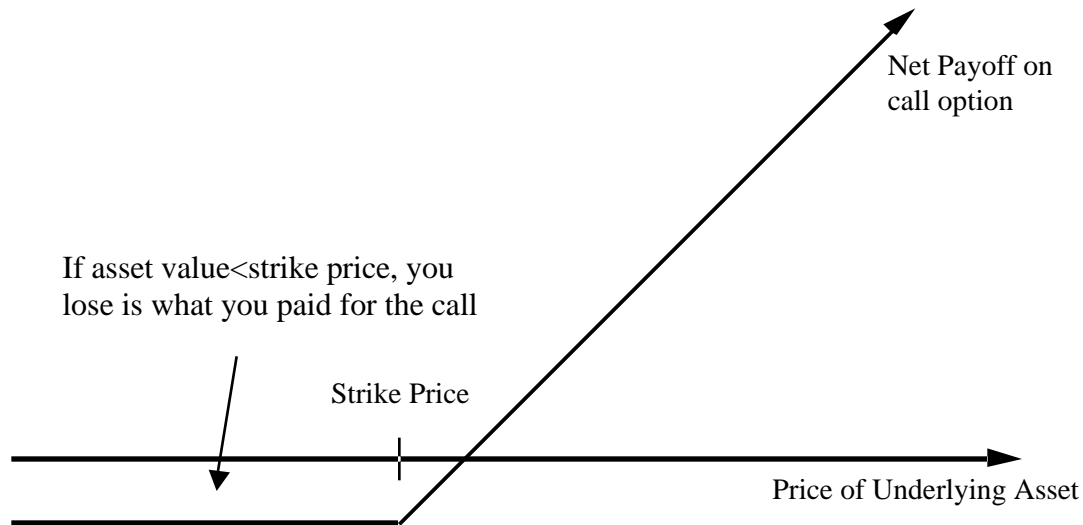 Net Payoff on
call option
If asset value<strike price, you
lose is what you paid for the call
Strike Price
Price of Underlying Asset